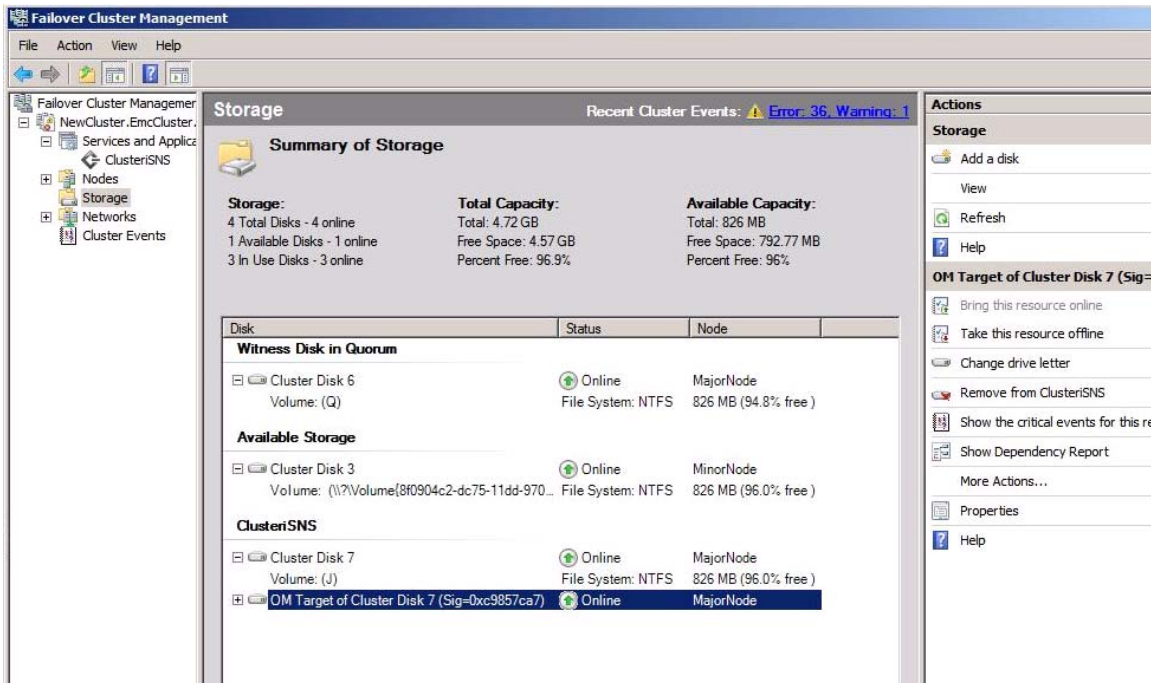 Failover Cluster Management
File Action View Help
Failover Cluster Managemer
NewCluster.EmcCluster.
Services and Applica
ClusteriSNS
Nodes
Storage
Networks
Cluster Events
Storage
Recent Cluster Events: Error: 36, Warning: 1
Summary of Storage
Storage:
4 Total Disks - 4 online
1 Available Disks - 1 online
3 In Use Disks - 3 online
Total Capacity:
Total: 4.72 GB
Free Space: 4.57 GB
Percent Free: 96.9%
Available Capacity:
Total: 826 MB
Free Space: 792.77 MB
Percent Free: 96%
Disk Status Node
Witness Disk in Quorum
Cluster Disk 6 Online MajorNode
Volume: (Q) File System: NTFS 826 MB (94.8% free )
Available Storage
Cluster Disk 3 Online MinorNode
Volume: (\\?\Volume{8f0904c2-dc75-11dd-970... File System: NTFS 826 MB (96.0% free )
ClusteriSNS
Cluster Disk 7 Online MajorNode
Volume: (J) File System: NTFS 826 MB (96.0% free )
OM Target of Cluster Disk 7 (Sig=0xc9857ca7) Online MajorNode
Actions
Storage
Add a disk
View
Refresh
Help
OM Target of Cluster Disk 7 (Sig=
Bring this resource online
Take this resource offline
Change drive letter
Remove from ClusteriSNS
Show the critical events for this re
Show Dependency Report
More Actions...
Properties
Help